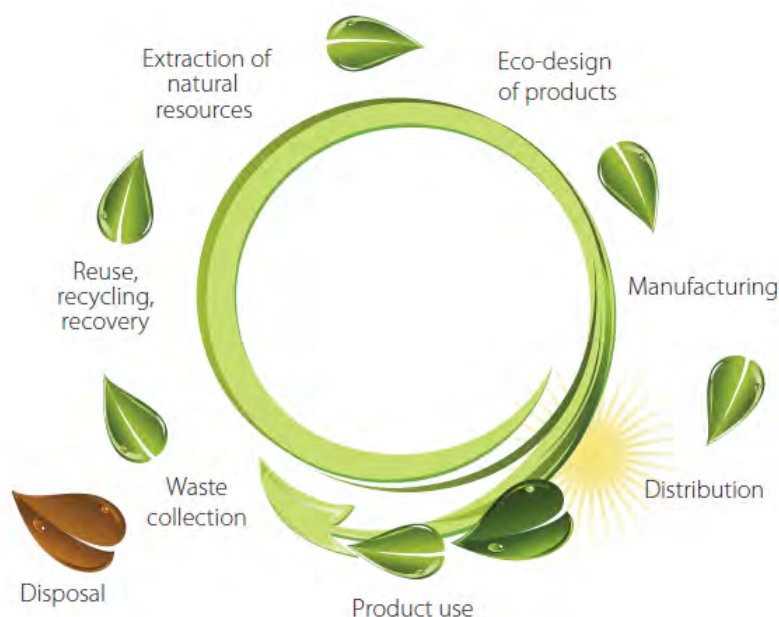 Extraction of
natural
resources
Eco-design
of products
Manufacturing
Distribution
Product use
Waste
collection
Disposal
Reuse,
recycling,
recovery